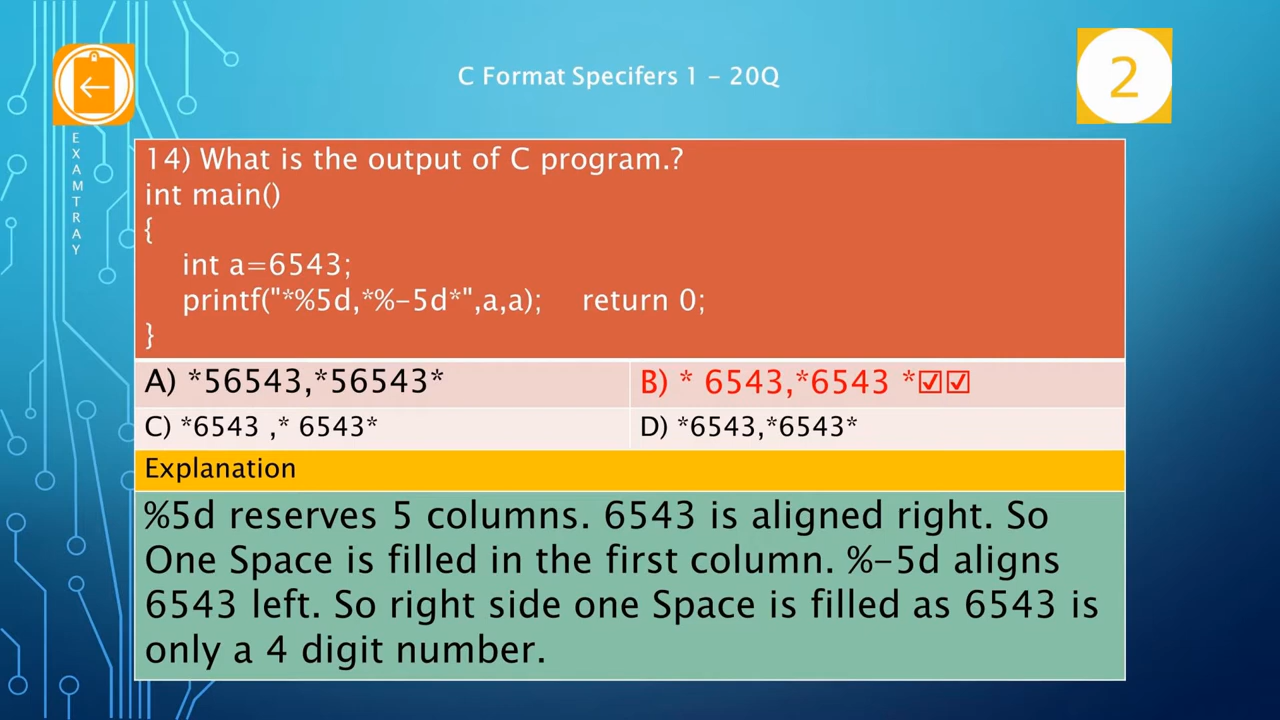 C Format Specifers 1 - 20Q
2
EXAMTRAY
14) What is the output of C program.?
int main()
{
int a=6543;
printf("*%5d,*%-5d*",a,a); return 0;
}
A) *56543,*56543*
B) * 6543,*6543 *☑☑
C) *6543 ,* 6543*
D) *6543,*6543*
Explanation
%5d reserves 5 columns. 6543 is aligned right. So
One Space is filled in the first column. %-5d aligns
6543 left. So right side one Space is filled as 6543 is
only a 4 digit number.